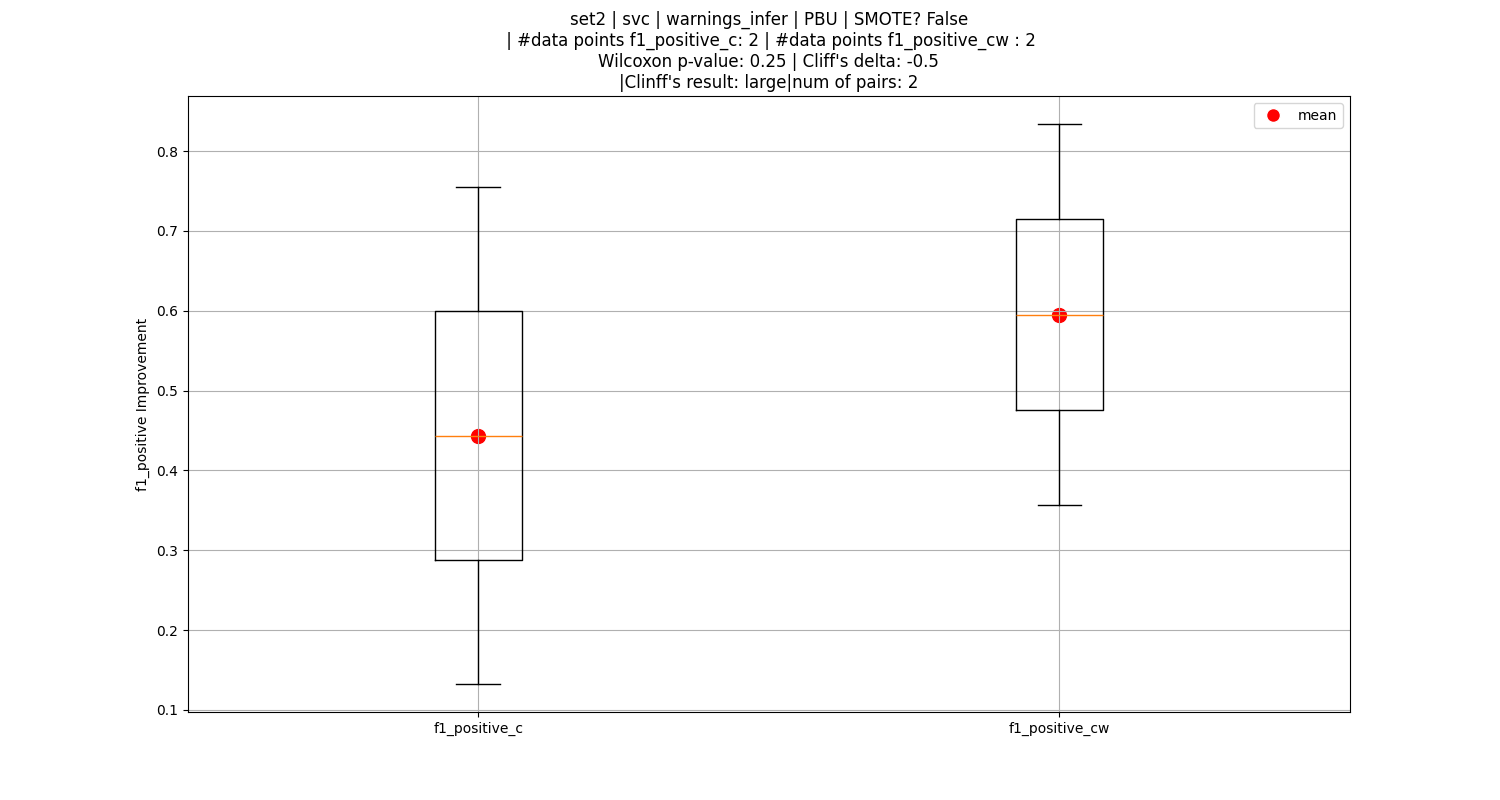 set2 | svc | warnings_infer | PBU | SMOTE? False
| #data points f1_positive_c: 2 | #data points f1_positive_cw : 2
Wilcoxon p-value: 0.25 | Cliff's delta: -0.5
|Clinff's result: large|num of pairs: 2
mean
f1_positive Improvement
0.8
0.7
0.6
0.5
0.4
0.3
0.2
0.1
f1_positive_c
f1_positive_cw